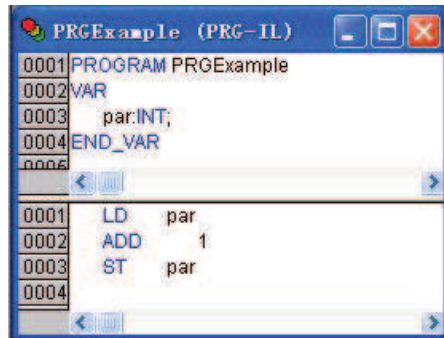 PRGExample (PRG-IL)
0001 PROGRAM PRGExample
0002 VAR
0003 par:INT;
0004 END_VAR
0005
0001 LD par
0002 ADD 1
0003 ST par
0004